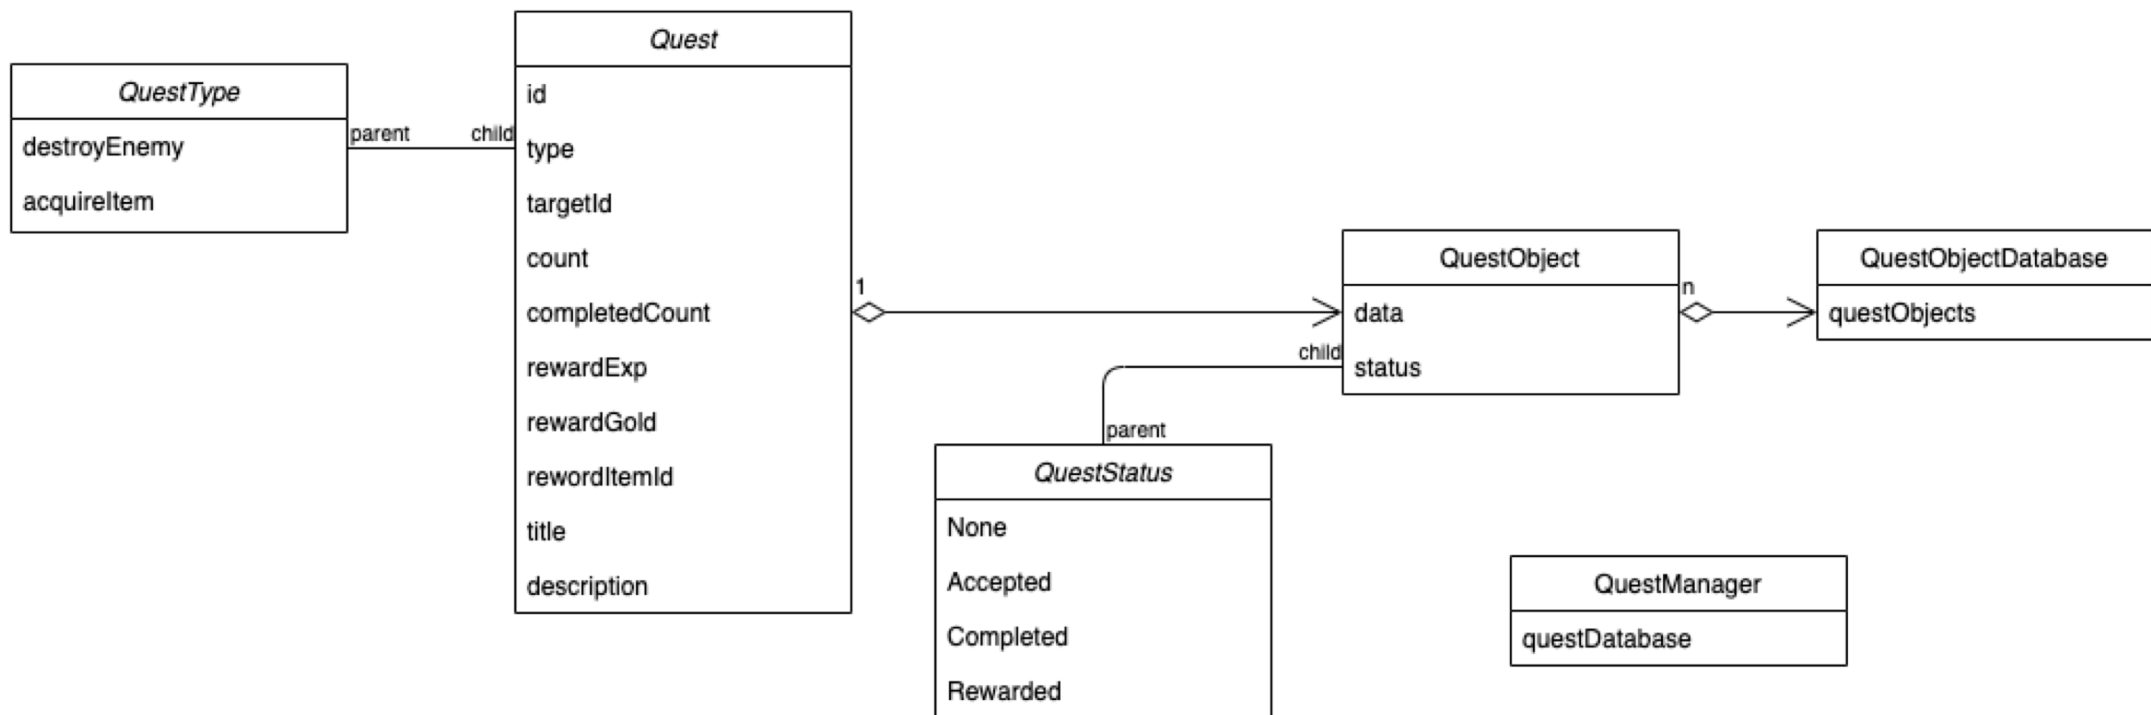 QuestType
destroyEnemy
acquireItem
parent
child
Quest
id
type
targetId
count
completedCount
rewardExp
rewardGold
rewordItemId
title
description
1
QuestObject
data
status
n
QuestObjectDatabase
questObjects
child
parent
QuestStatus
None
Accepted
Completed
Rewarded
QuestManager
questDatabase